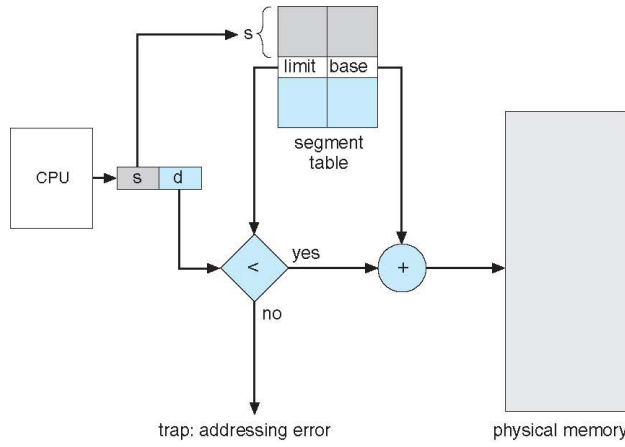 s
limit base
segment
table
CPU
s d
<
yes
+
no
trap: addressing error
physical memory